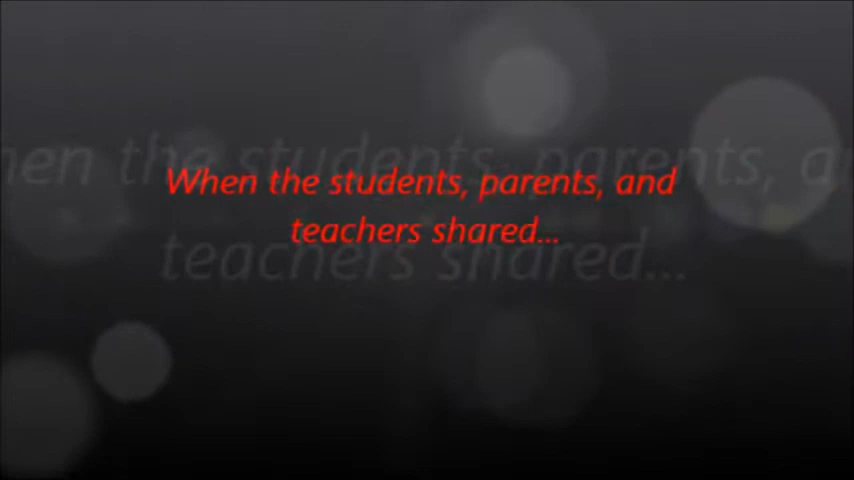 When the students, parents, and
teachers shared...